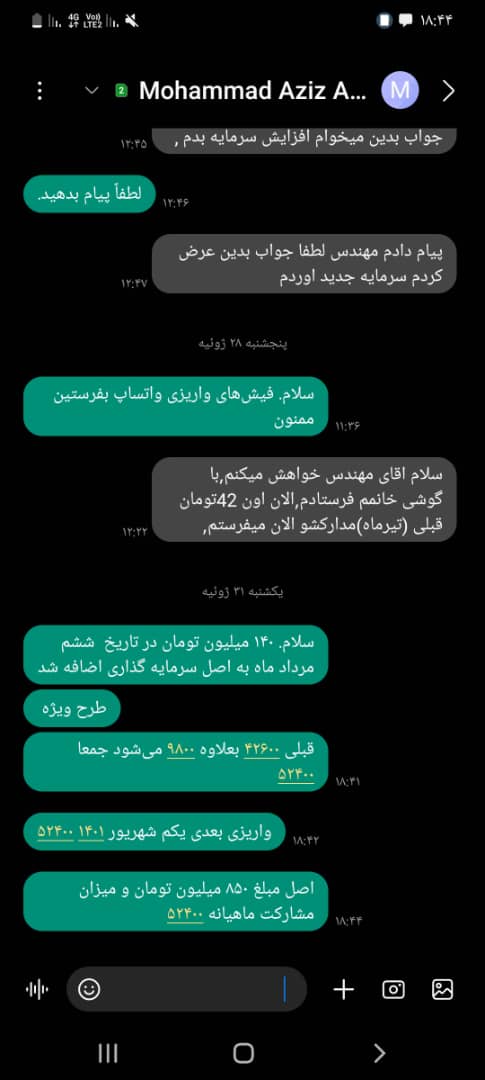 ۱۸:۴۴
4G
Vo)) LTE2
Mohammad Aziz A...
2
M
جواب بدین میخوام افزایش سرمایه بدم ,
۱۲:۴۵
لطفاً پیام بدهید.
۱۲:۴۶
پیام دادم مهندس لطفا جواب بدین عرض
کردم سرمایه جدید اوردم
۱۲:۴۷
پنجشنبه ۲۸ ژوئیه
سلام. فیش‌های واریزی واتساپ بفرستین
ممنون
۱۱:۳۶
سلام اقای مهندس خواهش میکنم,با
گوشی خانمم فرستادم,الان اون 42تومان
قبلی (تیرماه)مدارکشو الان میفرستم,
۱۲:۲۲
یکشنبه ۳۱ ژوئیه
سلام. ۱۴۰ میلیون تومان در تاریخ ششم
مرداد ماه به اصل سرمایه گذاری اضافه شد
طرح ویژه
قبلی ۴۲۶۰۰ بعلاوه ۹۸۰۰ می‌شود جمعا
۵۲۴۰۰
۱۸:۴۱
واریزی بعدی یکم شهریور ۱۴۰۱ ۵۲۴۰۰
۱۸:۴۲
اصل مبلغ ۸۵۰ میلیون تومان و میزان
مشارکت ماهیانه ۵۲۴۰۰
۱۸:۴۴